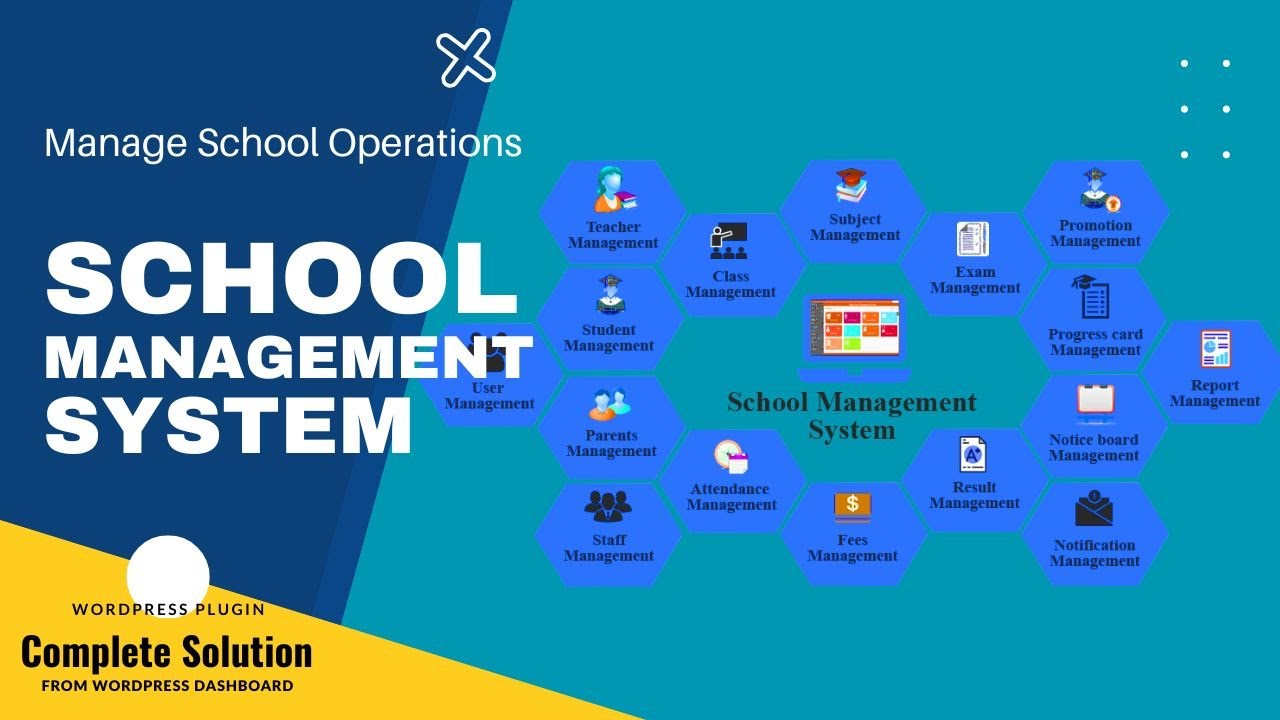 Manage School Operations
SCHOOL
MANAGEMENT
SYSTEM
WORDPRESS PLUGIN
Complete Solution
FROM WORDPRESS DASHBOARD
Teacher
Management
Class
Management
Subject
Management
Exam
Management
Promotion
Management
Student
Management
Progress card
Management
User
Management
Report
Management
School Management
System
Parents
Management
Notice board
Management
Attendance
Management
Result
Management
Staff
Management
Fees
Management
Notification
Management